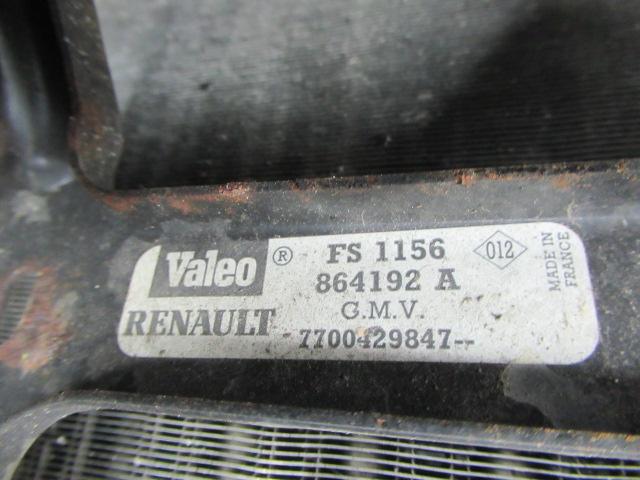 Valeo ® FS 1156 012
864192 A
G.M.V.
RENAULT 7700429847--
MADE IN
FRANCE